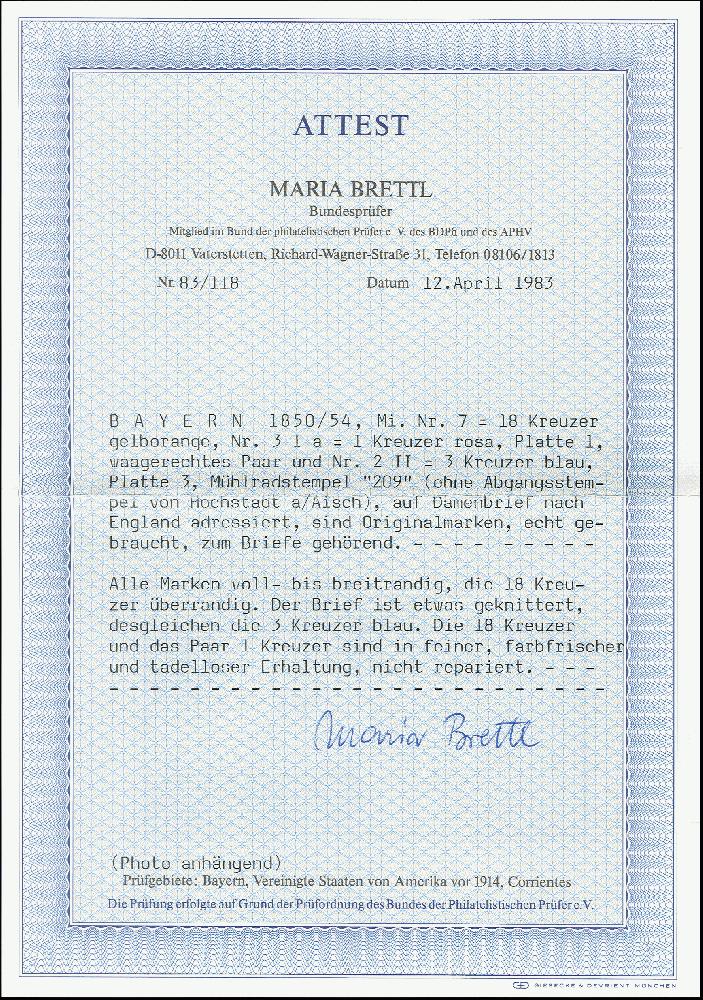 ATTEST
MARIA BRETTL
Bundesprüfer
Mitglied im Bund der philatelistischen Prüfer e. V. des BDPh und des APHV
D-8011 Vaterstetten, Richard-Wagner-Straße 31, Telefon 08106/1813
Nr. 83/118 Datum 12.April 1983
B A Y E R N 1850/54, Mi. Nr. 7 = 18 Kreuzer
gelborange, Nr. 3 I a = 1 Kreuzer rosa, Platte 1,
waagerechtes Paar und Nr. 2 II = 3 Kreuzer blau,
Platte 3, Mühlradstempel "209" (ohne Abgangsstem-
pel von Höchstadt a/Aisch), auf Damenbrief nach
England adressiert, sind Originalmarken, echt ge-
braucht, zum Briefe gehörend. - - - - - - - - - -
Alle Marken voll- bis breitrandig, die 18 Kreu-
zer überrandig. Der Brief ist etwas geknittert,
desgleichen die 3 Kreuzer blau. Die 18 Kreuzer
und das Paar 1 Kreuzer sind in feiner, farbfrischer
und tadelloser Erhaltung, nicht repariert. - - -
- - - - - - - - - - - - - - - - - - - - - - - - -
Maria Brettl
(Photo anhängend)
Prüfgebiete: Bayern, Vereinigte Staaten von Amerika vor 1914, Corrientes
Die Prüfung erfolgte auf Grund der Prüfordnung des Bundes der Philatelistischen Prüfer e.V.
GIESECKE & DEVRIENT MÜNCHEN